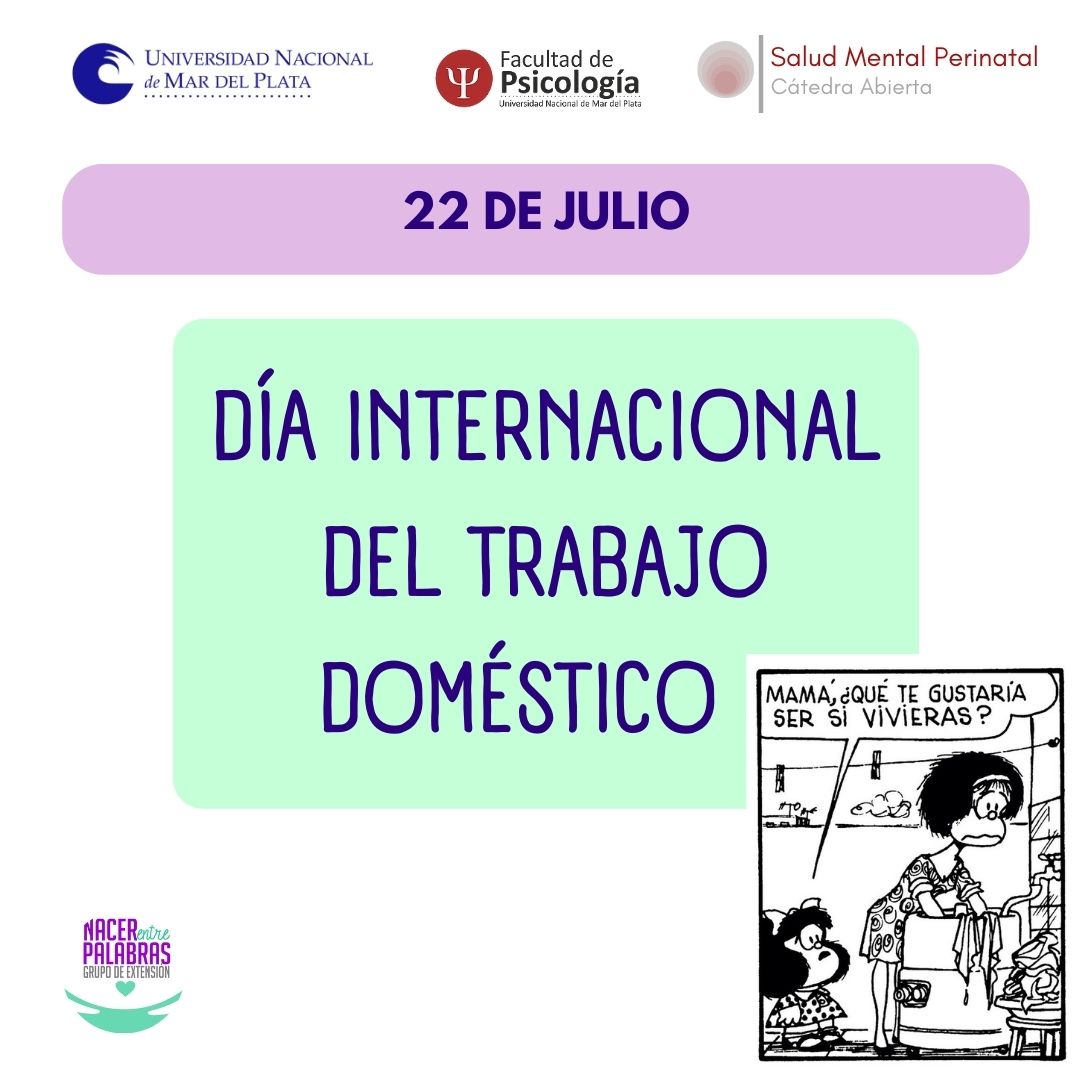 UNIVERSIDAD NACIONAL
de MAR DEL PLATA
Facultad de
Psicología
Universidad Nacional de Mar del Plata
Salud Mental Perinatal
Cátedra Abierta
22 DE JULIO
DÍA INTERNACIONAL
DEL TRABAJO
DOMÉSTICO
MAMÁ, ¿QUÉ TE GUSTARÍA
SER SI VIVIERAS?
NACER entre
PALABRAS
GRUPO DE EXTENSIÓN